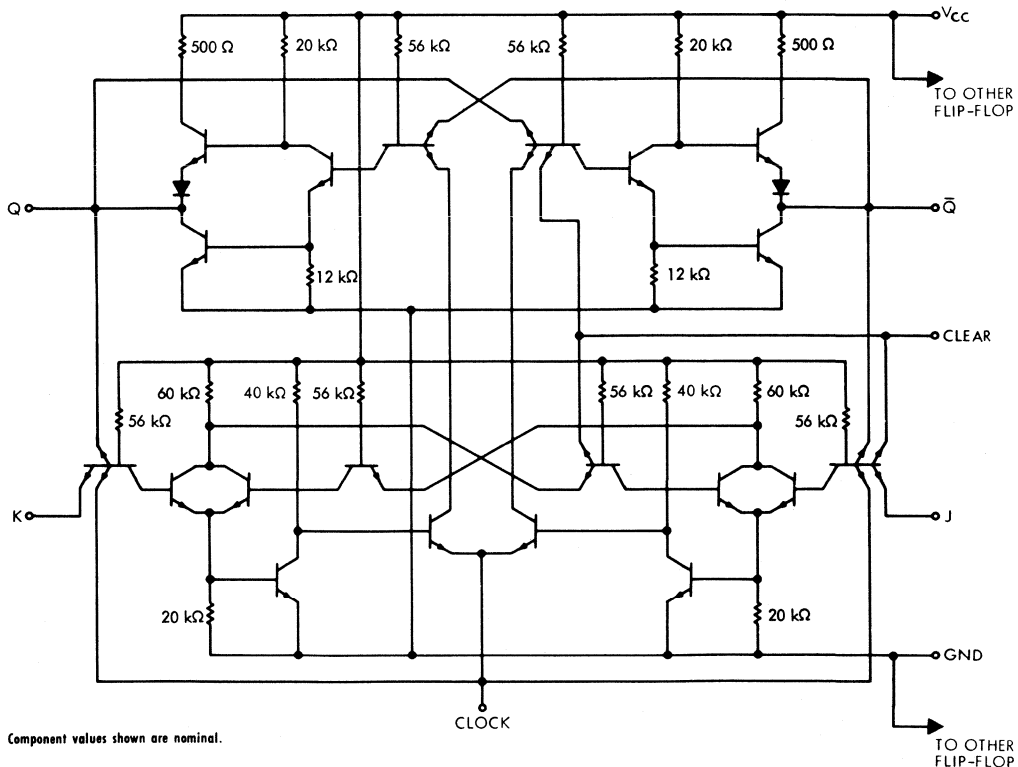 VCC
500 Ω
20 kΩ
56 kΩ
56 kΩ
20 kΩ
500 Ω
TO OTHER
FLIP-FLOP
Q
Q̅
12 kΩ
12 kΩ
CLEAR
60 kΩ
40 kΩ
56 kΩ
56 kΩ
40 kΩ
60 kΩ
56 kΩ
56 kΩ
K
J
20 kΩ
20 kΩ
GND
CLOCK
Component values shown are nominal.
TO OTHER
FLIP-FLOP